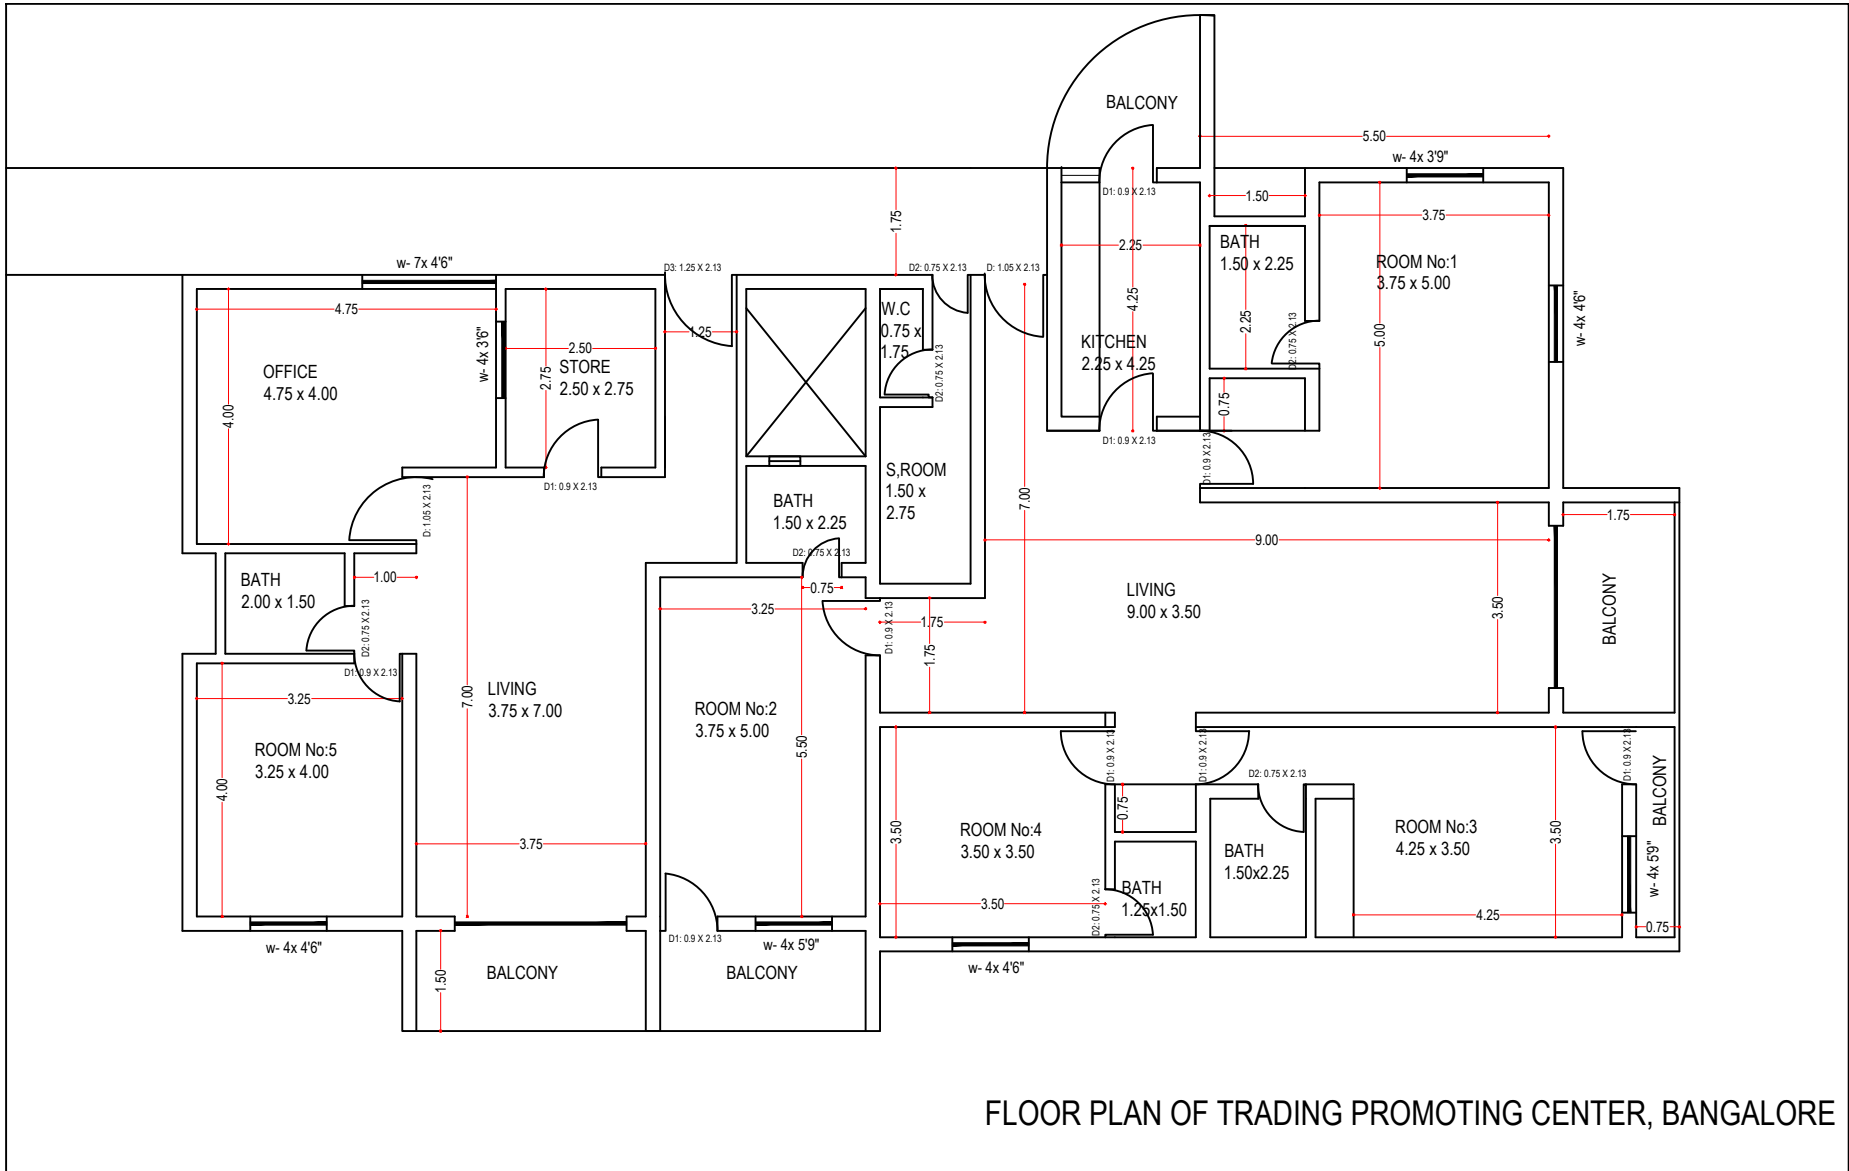 BALCONY
5.50
w- 4x 3'9"
D1: 0.9 X 2.13
1.75
1.50
3.75
2.25
BATH
1.50 x 2.25
ROOM No:1
3.75 x 5.00
w- 7x 4'6"
D3: 1.25 X 2.13
D2: 0.75 X 2.13
D: 1.05 X 2.13
4.25
4.75
W.C
0.75 x
1.75
2.25
D2: 0.75 X 2.13
5.00
w- 4x 4'6"
1.25
KITCHEN
2.25 x 4.25
w- 4x 3'6"
2.50
STORE
2.50 x 2.75
2.75
D2: 0.75 X 2.13
OFFICE
4.75 x 4.00
4.00
0.75
D1: 0.9 X 2.13
D1: 0.9 X 2.13
S,ROOM
1.50 x
2.75
D: 1.05 X 2.13
D1: 0.9 X 2.13
7.00
BATH
1.50 x 2.25
1.75
9.00
D2: 0.75 X 2.13
BATH
2.00 x 1.50
1.00
0.75
LIVING
9.00 x 3.50
3.50
BALCONY
3.25
1.75
D1: 0.9 X 2.13
1.75
D2: 0.75 X 2.13
D1: 0.9 X 2.13
3.25
7.00
LIVING
3.75 x 7.00
ROOM No:2
3.75 x 5.00
5.50
ROOM No:5
3.25 x 4.00
4.00
D1: 0.9 X 2.13
D1: 0.9 X 2.13
D2: 0.75 X 2.13
D1: 0.9 X 2.13
BALCONY
0.75
3.50
ROOM No:4
3.50 x 3.50
ROOM No:3
4.25 x 3.50
3.50
3.75
BATH
1.50x2.25
w- 4x 5'9"
BATH
1.25x1.50
3.50
D2: 0.75 X 2.13
4.25
0.75
w- 4x 4'6"
D1: 0.9 X 2.13
w- 4x 5'9"
w- 4x 4'6"
1.50
BALCONY
BALCONY
FLOOR PLAN OF TRADING PROMOTING CENTER, BANGALORE